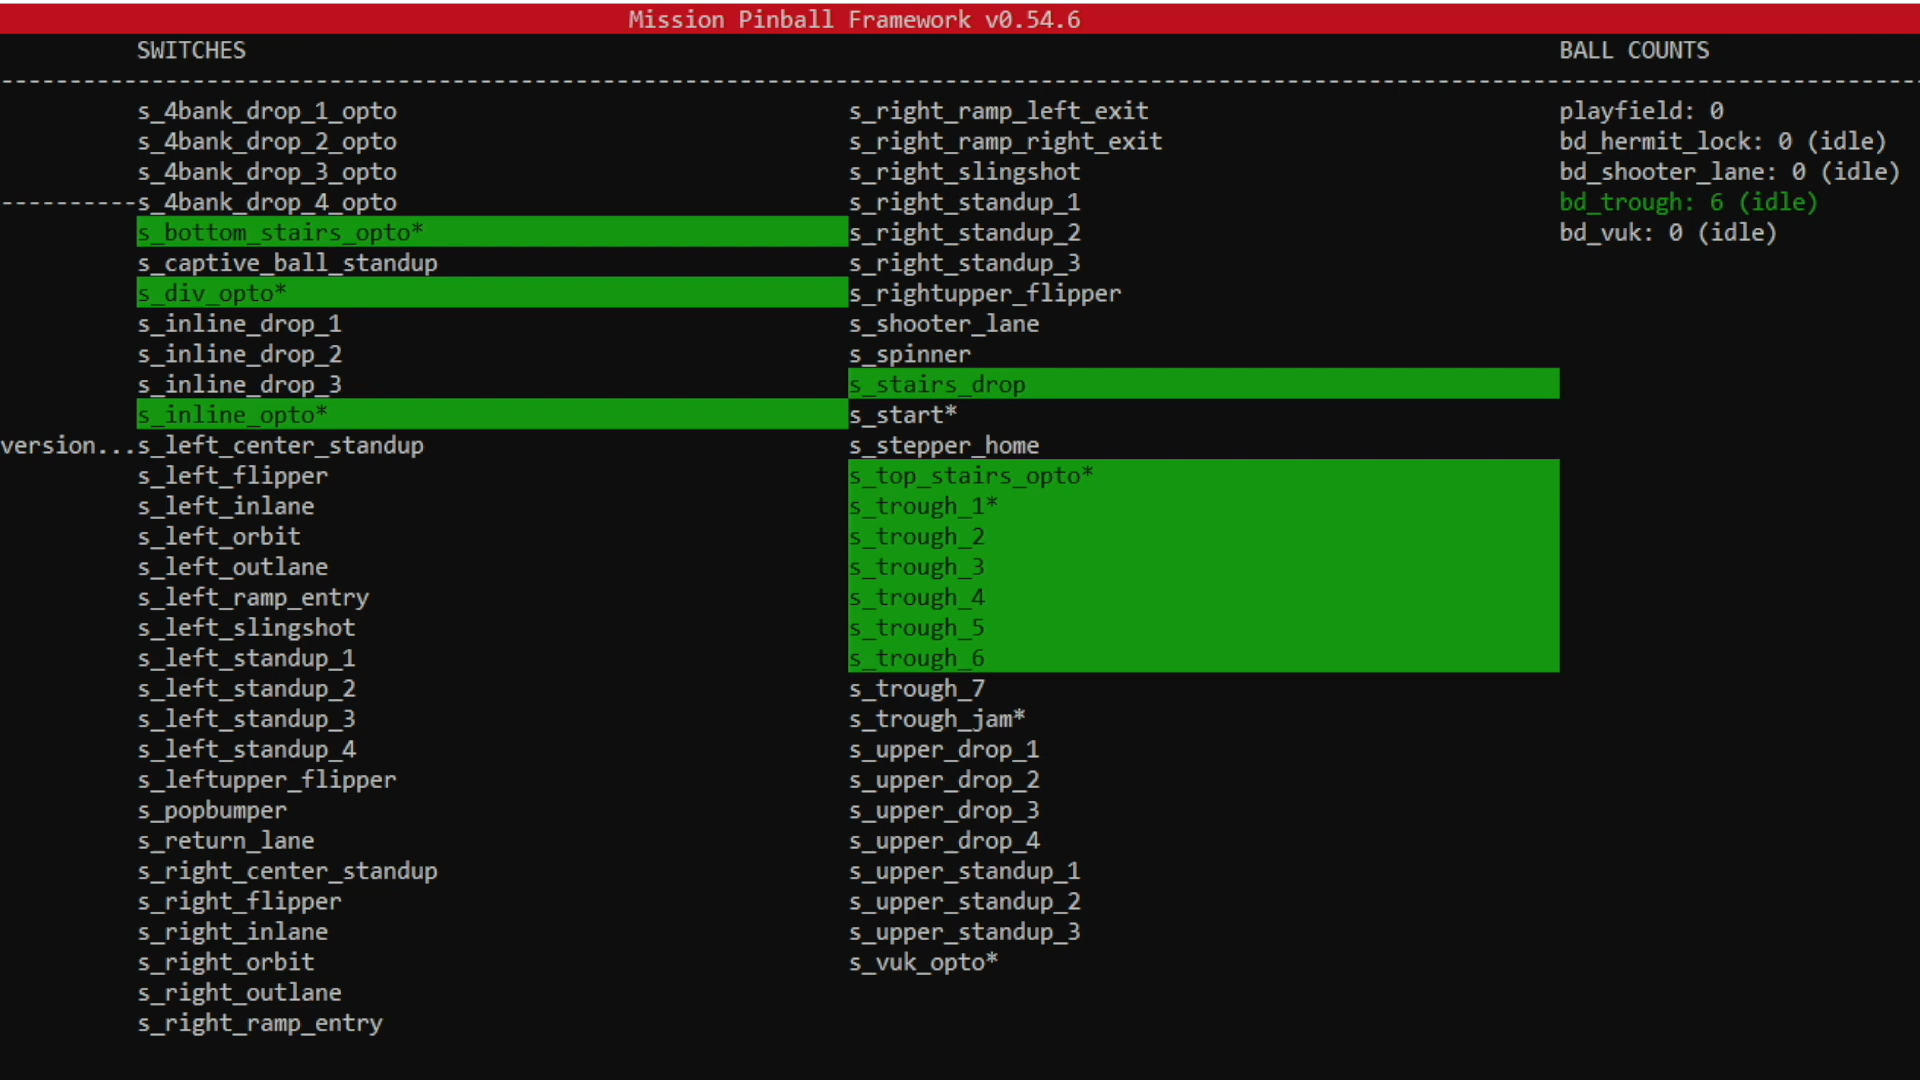 Mission Pinball Framework v0.54.6
SWITCHES
BALL COUNTS
--------------------------------------------------------------------------------------------------------------------------------------------
s_4bank_drop_1_opto
s_4bank_drop_2_opto
s_4bank_drop_3_opto
----------s_4bank_drop_4_opto
s_bottom_stairs_opto*
s_captive_ball_standup
s_div_opto*
s_inline_drop_1
s_inline_drop_2
s_inline_drop_3
s_inline_opto*
version...s_left_center_standup
s_left_flipper
s_left_inlane
s_left_orbit
s_left_outlane
s_left_ramp_entry
s_left_slingshot
s_left_standup_1
s_left_standup_2
s_left_standup_3
s_left_standup_4
s_leftupper_flipper
s_popbumper
s_return_lane
s_right_center_standup
s_right_flipper
s_right_inlane
s_right_orbit
s_right_outlane
s_right_ramp_entry
s_right_ramp_left_exit
s_right_ramp_right_exit
s_right_slingshot
s_right_standup_1
s_right_standup_2
s_right_standup_3
s_rightupper_flipper
s_shooter_lane
s_spinner
s_stairs_drop
s_start*
s_stepper_home
s_top_stairs_opto*
s_trough_1*
s_trough_2
s_trough_3
s_trough_4
s_trough_5
s_trough_6
s_trough_7
s_trough_jam*
s_upper_drop_1
s_upper_drop_2
s_upper_drop_3
s_upper_drop_4
s_upper_standup_1
s_upper_standup_2
s_upper_standup_3
s_vuk_opto*
playfield: 0
bd_hermit_lock: 0 (idle)
bd_shooter_lane: 0 (idle)
bd_trough: 6 (idle)
bd_vuk: 0 (idle)